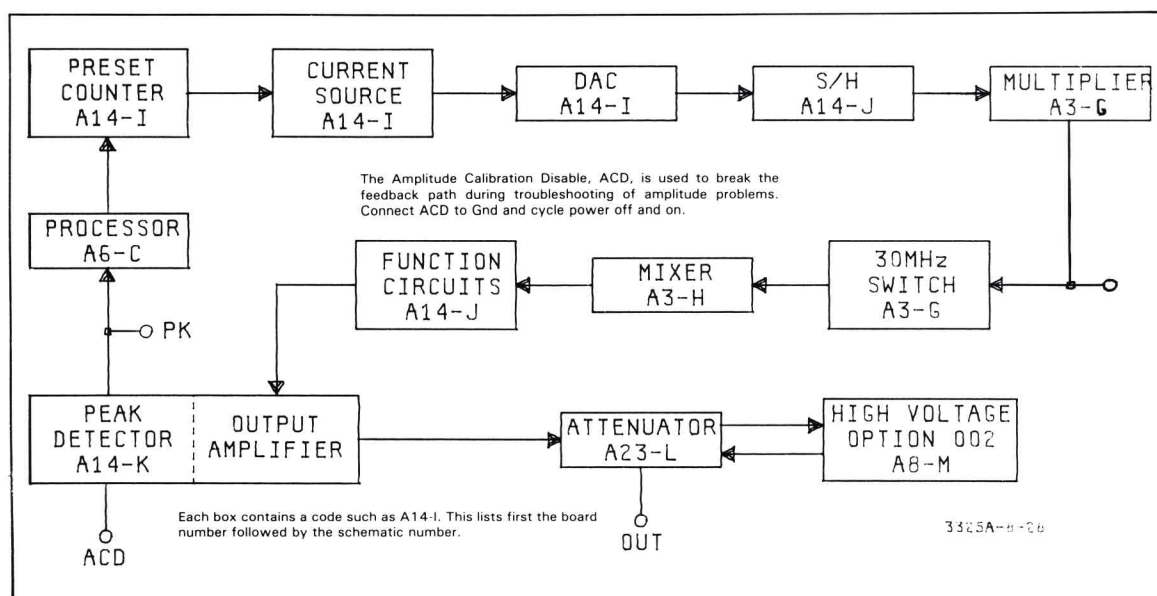 PRESET
COUNTER
A14-I
CURRENT
SOURCE
A14-I
DAC
A14-I
S/H
A14-J
MULTIPLIER
A3-G
The Amplitude Calibration Disable, ACD, is used to break the
feedback path during troubleshooting of amplitude problems.
Connect ACD to Gnd and cycle power off and on.
PROCESSOR
A6-C
FUNCTION
CIRCUITS
A14-J
MIXER
A3-H
30MHz
SWITCH
A3-G
PK
PEAK
DETECTOR
A14-K
OUTPUT
AMPLIFIER
ATTENUATOR
A23-L
HIGH VOLTAGE
OPTION 002
A8-M
Each box contains a code such as A14-I. This lists first the board
number followed by the schematic number.
ACD
OUT
3325A-8-26